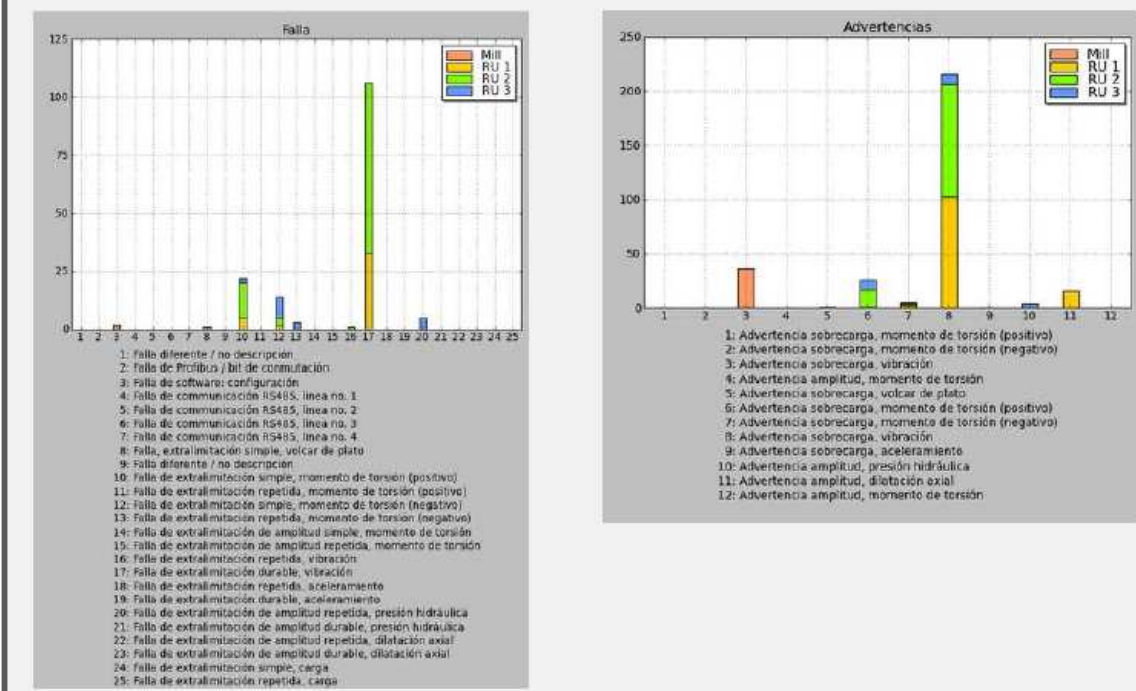 Falla
125
100
75
50
25
0
Mill
RU 1
RU 2
RU 3
1 2 3 4 5 6 7 8 9 10 11 12 13 14 15 16 17 18 19 20 21 22 23 24 25
1: Falla diferente / no descripción
2: Falla de Profibus / bit de conmutación
3: Falla de software: configuración
4: Falla de communicación RS485, linea no. 1
5: Falla de communicación RS485, linea no. 2
6: Falla de communicación RS485, linea no. 3
7: Falla de communicación RS485, linea no. 4
8: Falla, extralimitación simple, volcar de plato
9: Falla diferente / no descripción
10: Falla de extralimitación simple, momento de torsión (positivo)
11: Falla de extralimitación repetida, momento de torsión (positivo)
12: Falla de extralimitación simple, momento de torsión (negativo)
13: Falla de extralimitación repetida, momento de torsión (negativo)
14: Falla de extralimitación de amplitud simple, momento de torsión
15: Falla de extralimitación de amplitud repetida, momento de torsión
16: Falla de extralimitación repetida, vibración
17: Falla de extralimitación durable, vibración
18: Falla de extralimitación repetida, aceleramiento
19: Falla de extralimitación durable, aceleramiento
20: Falla de extralimitación de amplitud repetida, presión hidráulica
21: Falla de extralimitación de amplitud durable, presión hidráulica
22: Falla de extralimitación de amplitud repetida, dilatación axial
23: Falla de extralimitación de amplitud durable, dilatación axial
24: Falla de extralimitación simple, carga
25: Falla de extralimitación repetida, carga
Advertencias
250
200
150
100
50
0
Mill
RU 1
RU 2
RU 3
1 2 3 4 5 6 7 8 9 10 11 12
1: Advertencia sobrecarga, momento de torsión (positivo)
2: Advertencia sobrecarga, momento de torsión (negativo)
3: Advertencia sobrecarga, vibración
4: Advertencia amplitud, momento de torsión
5: Advertencia sobrecarga, volcar de plato
6: Advertencia sobrecarga, momento de torsión (positivo)
7: Advertencia sobrecarga, momento de torsión (negativo)
8: Advertencia sobrecarga, vibración
9: Advertencia sobrecarga, aceleramiento
10: Advertencia amplitud, presión hidráulica
11: Advertencia amplitud, dilatación axial
12: Advertencia amplitud, momento de torsión